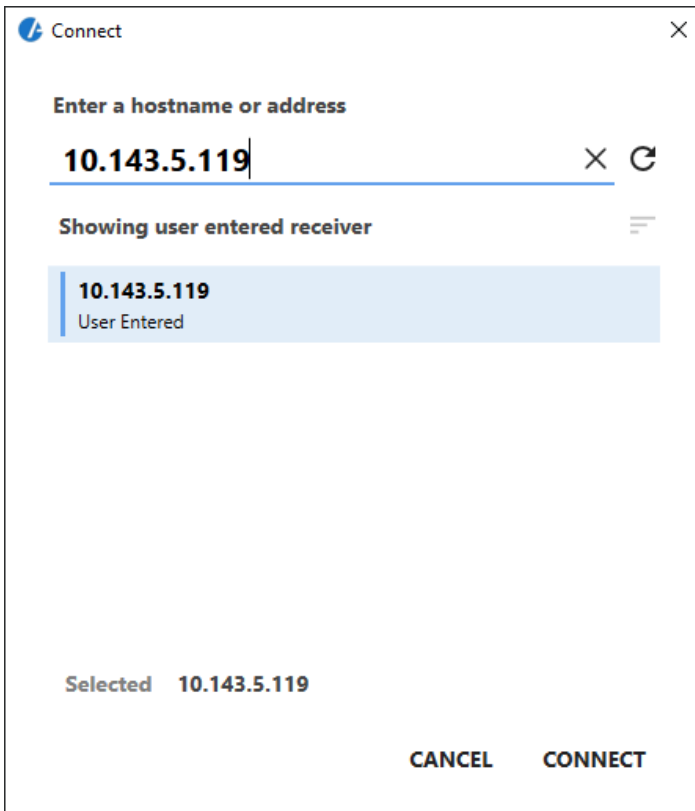 Connect
Enter a hostname or address
10.143.5.119
Showing user entered receiver
10.143.5.119
User Entered
Selected 10.143.5.119
CANCEL CONNECT